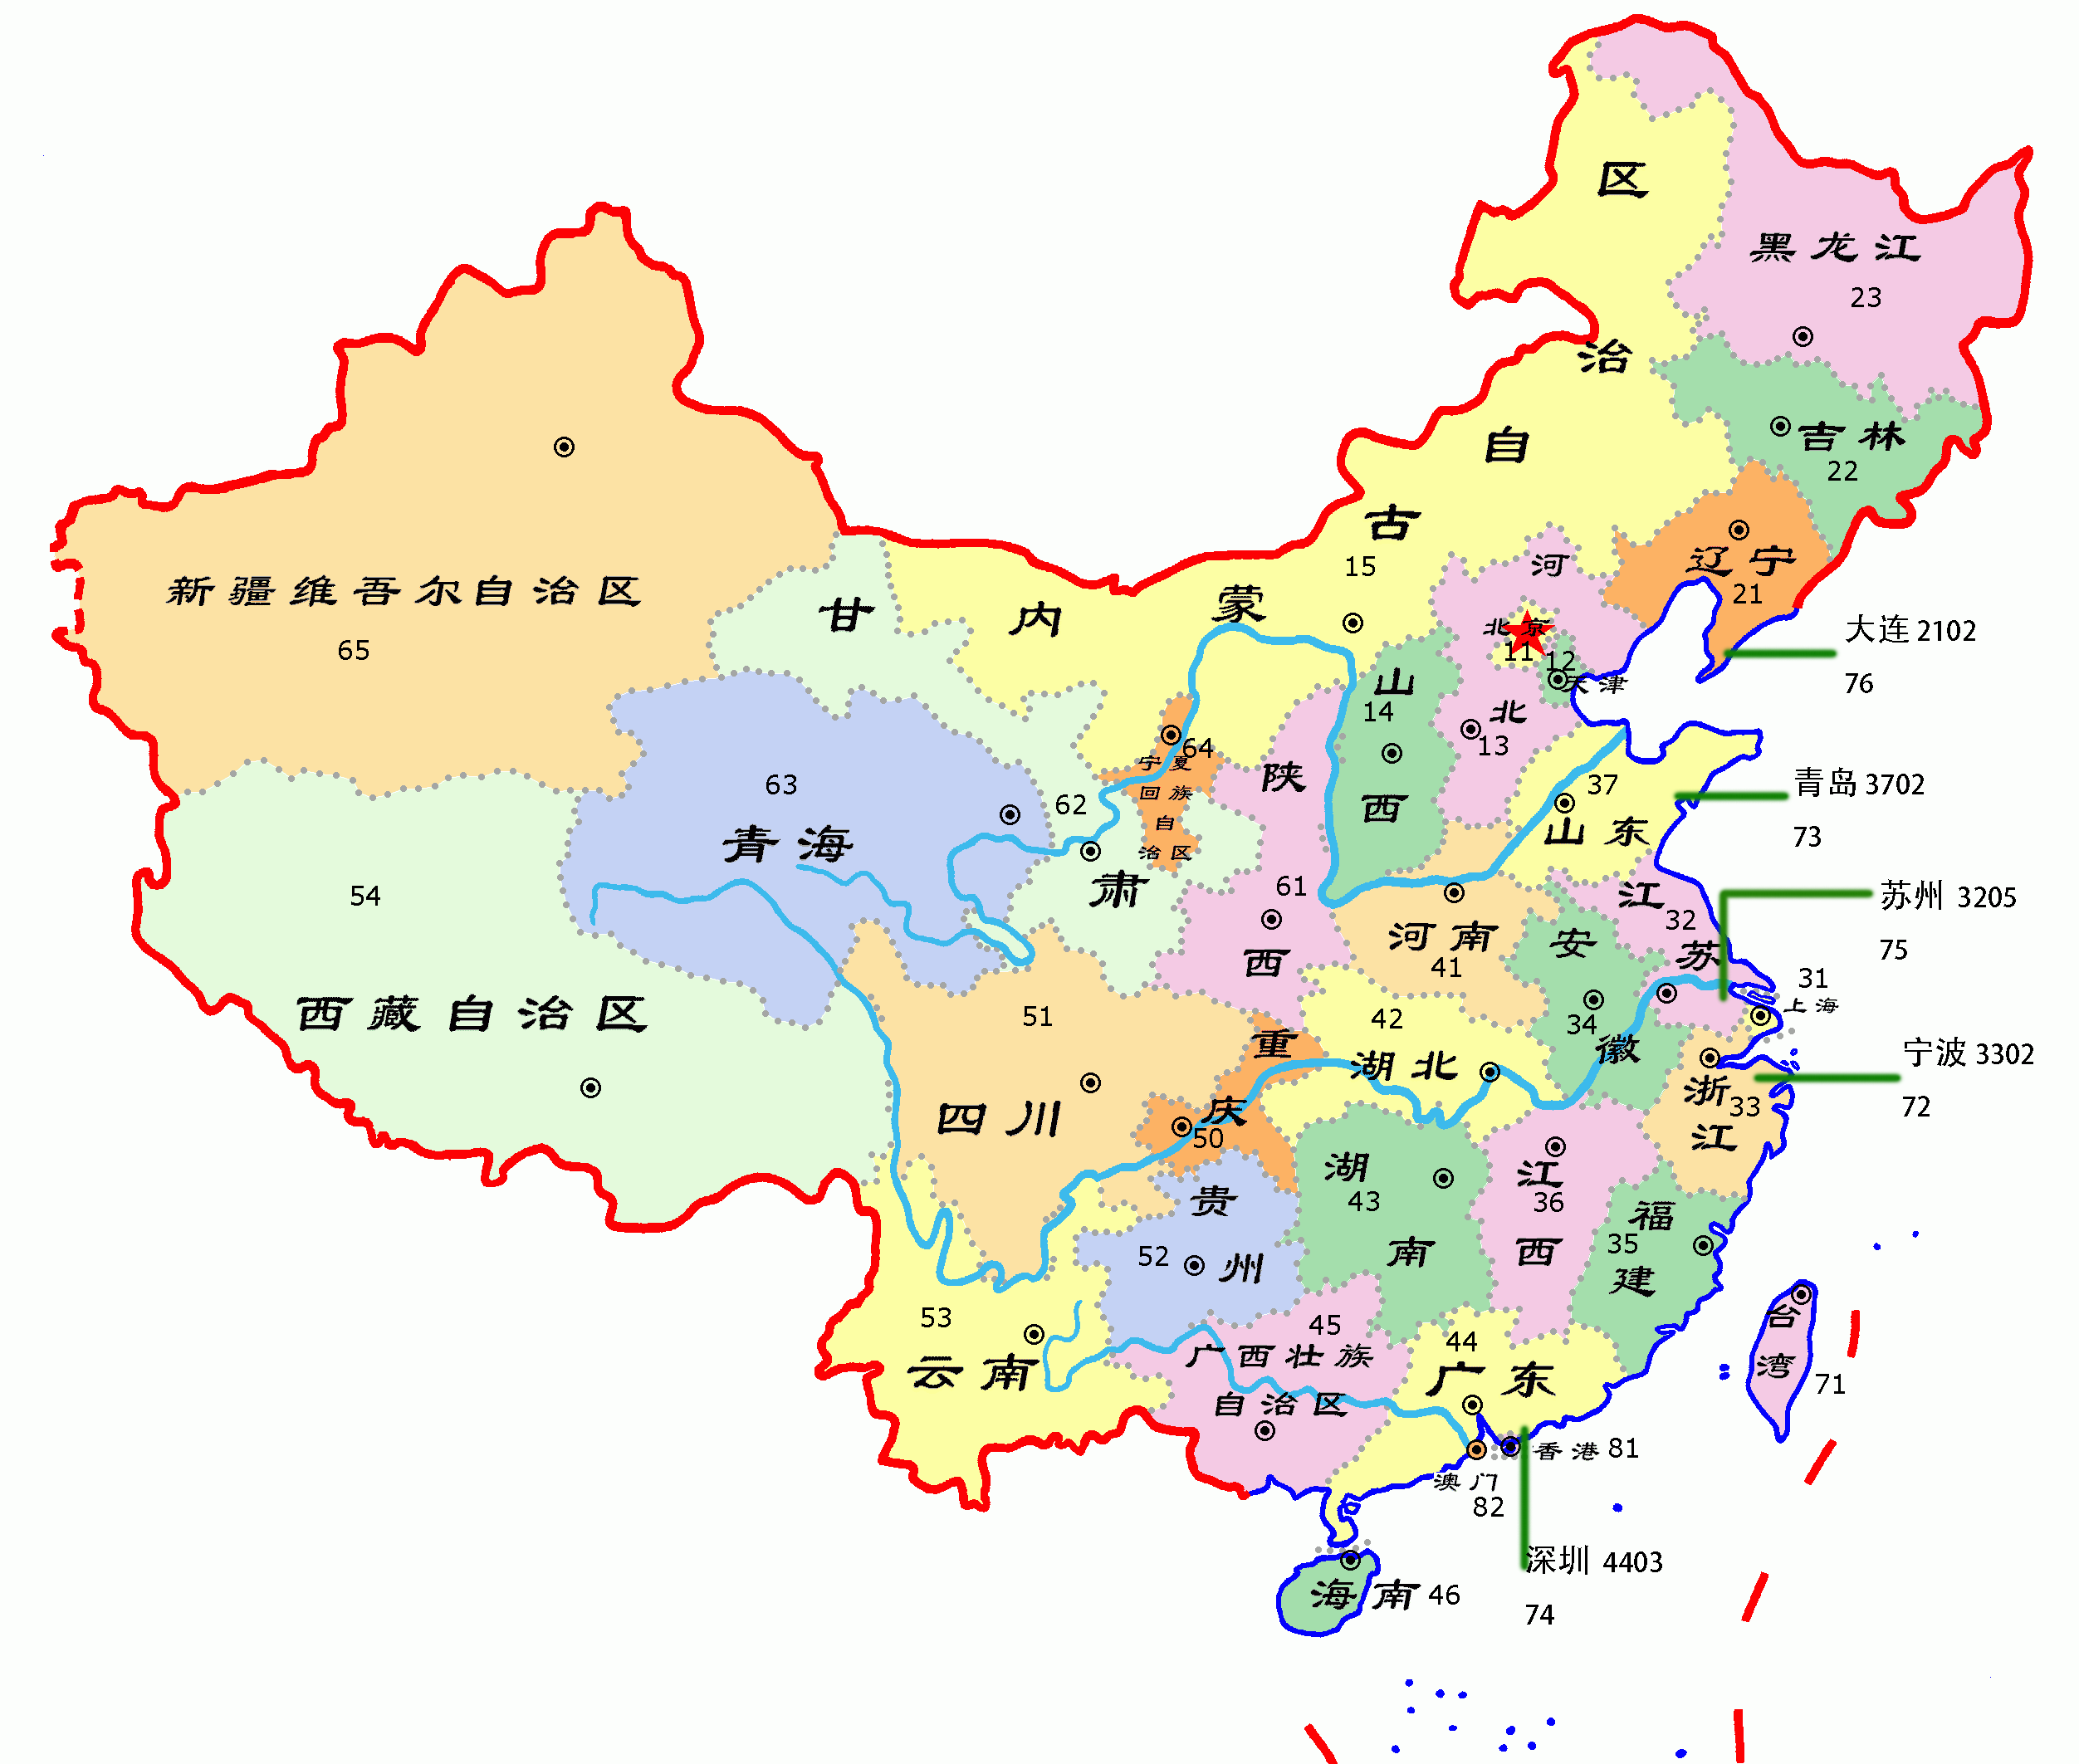 区
黑龙江
23
治
吉林
22
自
古
15
蒙
内
河
北京
11
12
天津
北
13
辽宁
21
大连 2102
76
新疆维吾尔自治区
65
甘
62
肃
64
宁夏
回族
自
治区
山
14
西
陕
61
西
37
山东
青岛 3702
73
63
青海
54
西藏自治区
江
32
苏
苏州 3205
75
31
上海
河南
41
安
34
徽
宁波 3302
72
51
四川
重
庆
50
42
湖北
浙
33
江
湖
43
南
江
36
西
福
35
建
贵
52
州
53
云南
45
广西壮族
自治区
44
广东
台
湾
71
香港 81
澳门
82
深圳 4403
74
海南 46